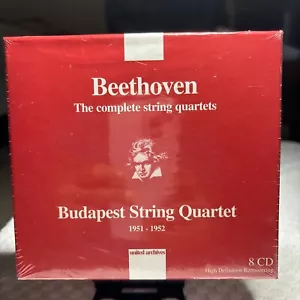 Beethoven
The complete string quartets
Budapest String Quartet
1951 - 1952
united archives
8 CD
High Definition Remastering